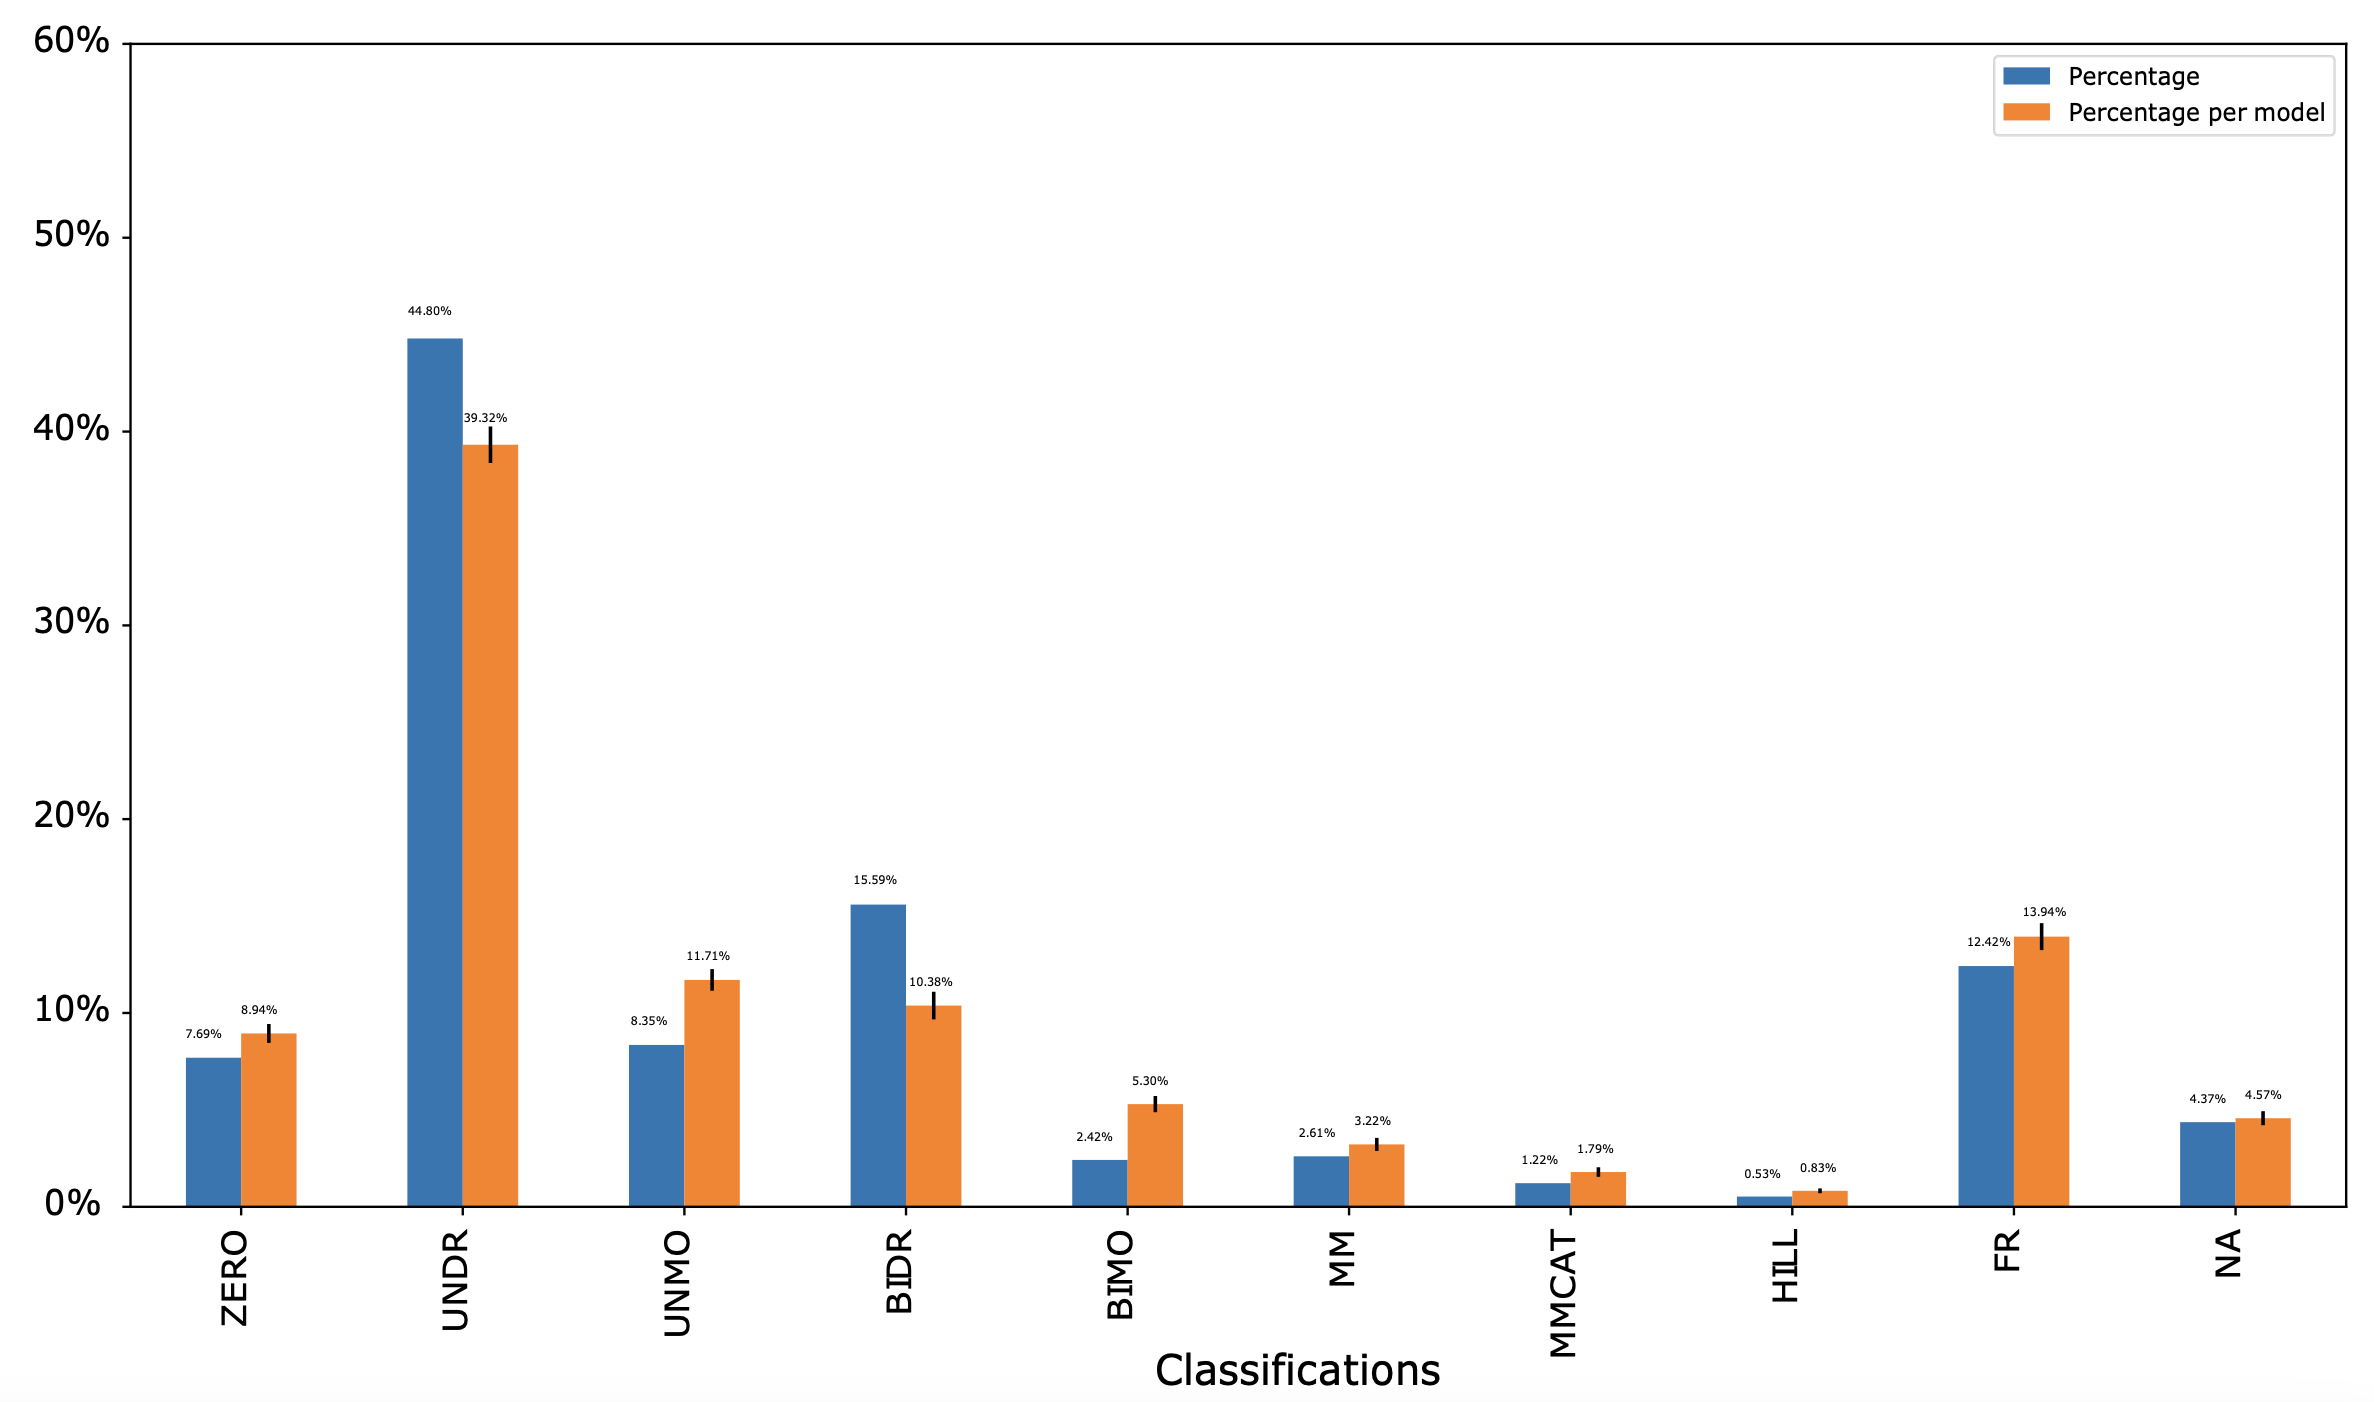 60%
50%
40%
30%
20%
10%
0%
Percentage
Percentage per model
7.69%
8.94%
44.80%
39.32%
8.35%
11.71%
15.59%
10.38%
2.42%
5.30%
2.61%
3.22%
1.22%
1.79%
0.53%
0.83%
12.42%
13.94%
4.37%
4.57%
ZERO
UNDR
UNMO
BIDR
BIMO
MM
MMCAT
HILL
FR
NA
Classifications